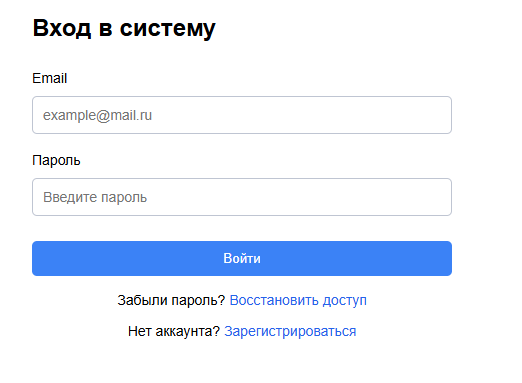 Вход в систему
Email
example@mail.ru
Пароль
Введите пароль
Войти
Забыли пароль? Восстановить доступ
Нет аккаунта? Зарегистрироваться